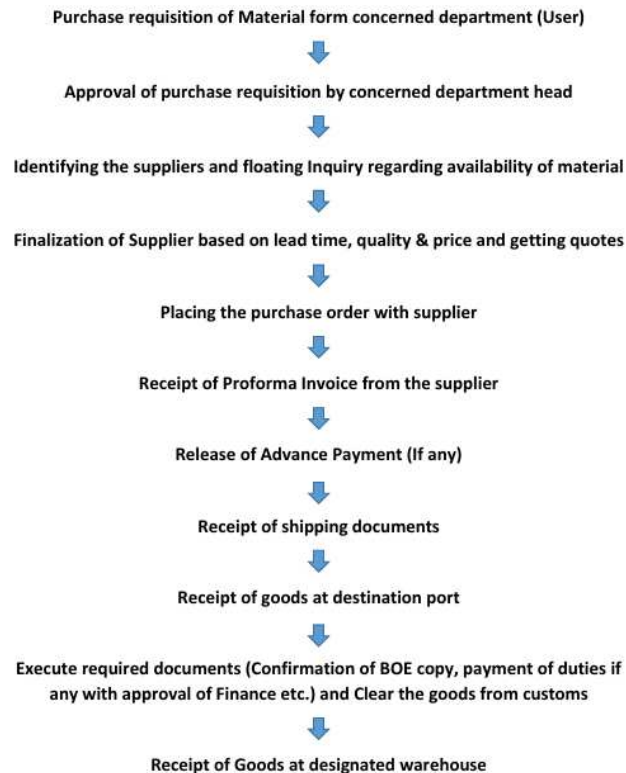 Purchase requisition of Material form concerned department (User)
Approval of purchase requisition by concerned department head
Identifying the suppliers and floating Inquiry regarding availability of material
Finalization of Supplier based on lead time, quality & price and getting quotes
Placing the purchase order with supplier
Receipt of Proforma Invoice from the supplier
Release of Advance Payment (If any)
Receipt of shipping documents
Receipt of goods at destination port
Execute required documents (Confirmation of BOE copy, payment of duties if
any with approval of Finance etc.) and Clear the goods from customs
Receipt of Goods at designated warehouse